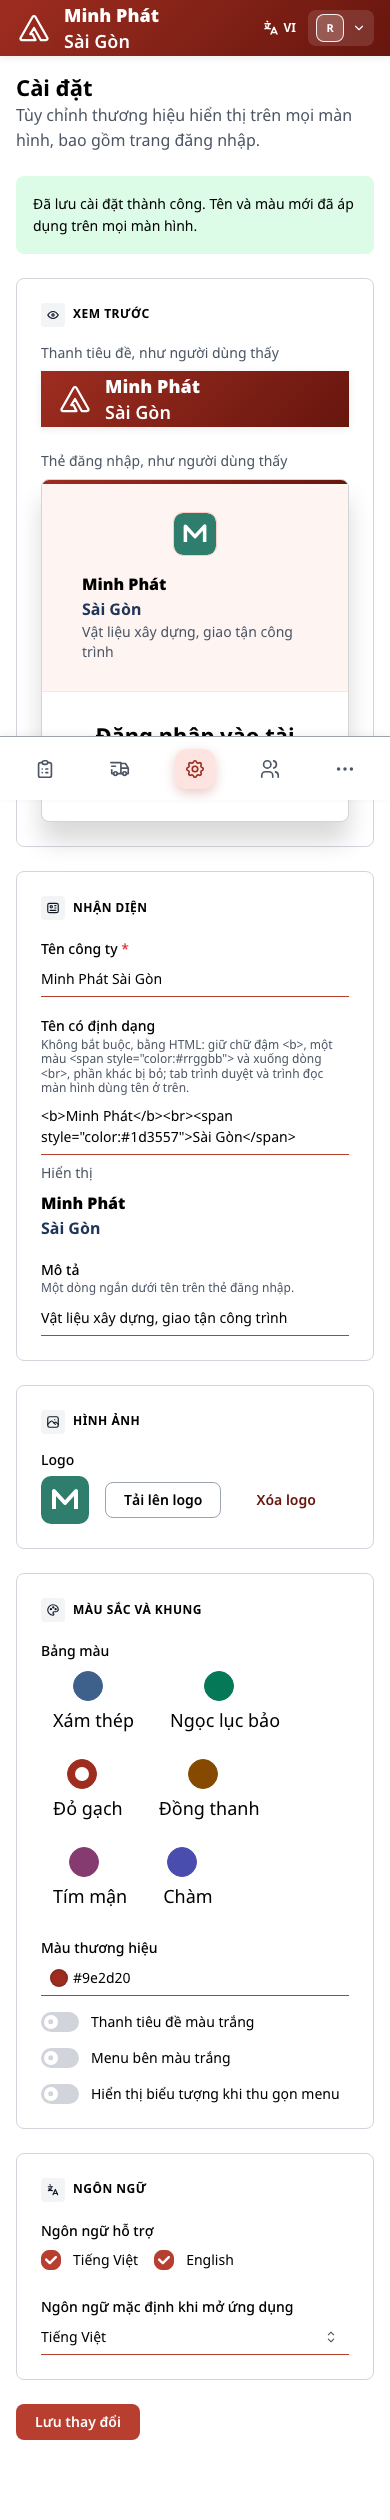 Minh Phát
Sài Gòn
VI
R
Cài đặt
Tùy chỉnh thương hiệu hiển thị trên mọi màn
hình, bao gồm trang đăng nhập.
Đã lưu cài đặt thành công. Tên và màu mới đã áp
dụng trên mọi màn hình.
XEM TRƯỚC
Thanh tiêu đề, như người dùng thấy
Minh Phát
Sài Gòn
Thẻ đăng nhập, như người dùng thấy
M
Minh Phát
Sài Gòn
Vật liệu xây dựng, giao tận công
trình
Đăng nhập vào tài
NHẬN DIỆN
Tên công ty *
Minh Phát Sài Gòn
Tên có định dạng
Không bắt buộc, bằng HTML: giữ chữ đậm <b>, một
màu <span style="color:#rrggbb"> và xuống dòng
<br>, phần khác bị bỏ; tab trình duyệt và trình đọc
màn hình dùng tên ở trên.
<b>Minh Phát</b><br><span
style="color:#1d3557">Sài Gòn</span>
Hiển thị
Minh Phát
Sài Gòn
Mô tả
Một dòng ngắn dưới tên trên thẻ đăng nhập.
Vật liệu xây dựng, giao tận công trình
HÌNH ẢNH
Logo
M
Tải lên logo
Xóa logo
MÀU SẮC VÀ KHUNG
Bảng màu
Xám thép
Ngọc lục bảo
Đỏ gạch
Đồng thanh
Tím mận
Chàm
Màu thương hiệu
#9e2d20
Thanh tiêu đề màu trắng
Menu bên màu trắng
Hiển thị biểu tượng khi thu gọn menu
NGÔN NGỮ
Ngôn ngữ hỗ trợ
Tiếng Việt
English
Ngôn ngữ mặc định khi mở ứng dụng
Tiếng Việt
Lưu thay đổi